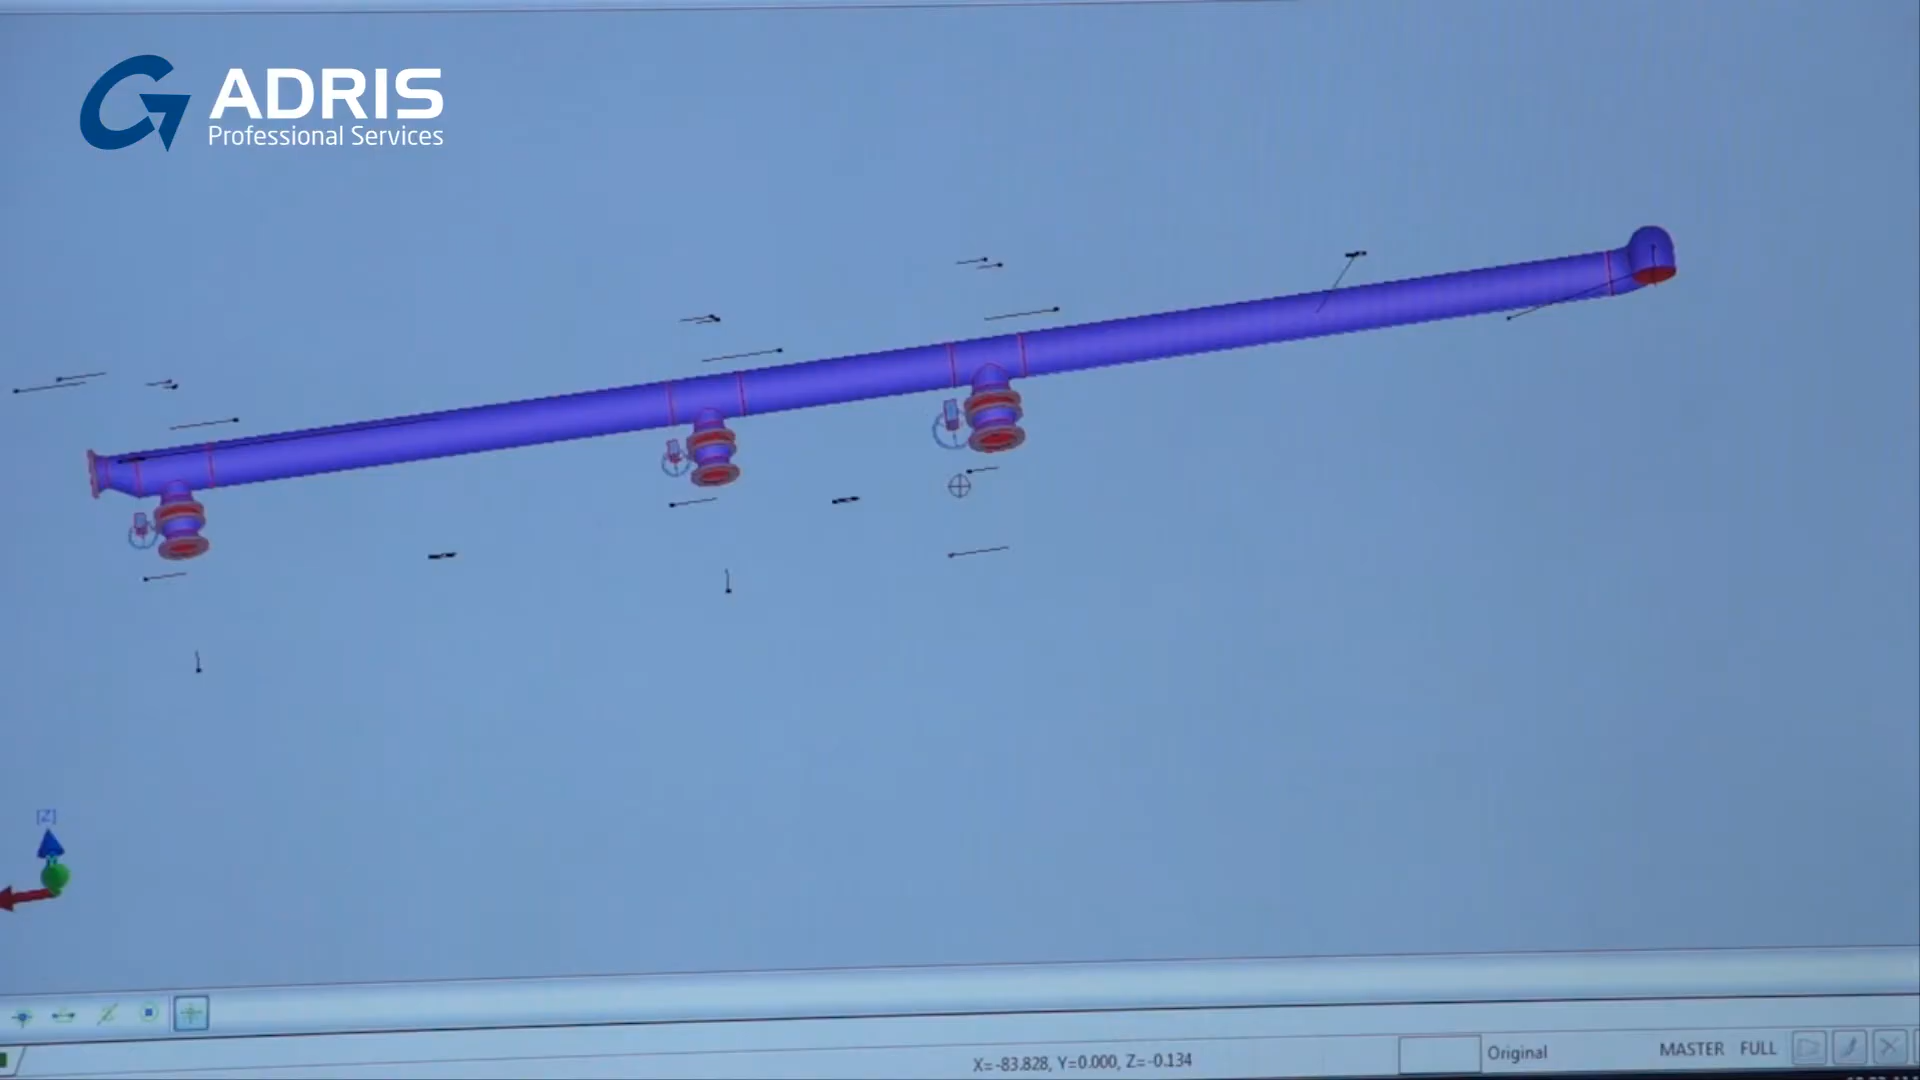 ADRIS
Professional Services
[Z]
X=-83.828, Y=0.000, Z=-0.134
Original
MASTER
FULL